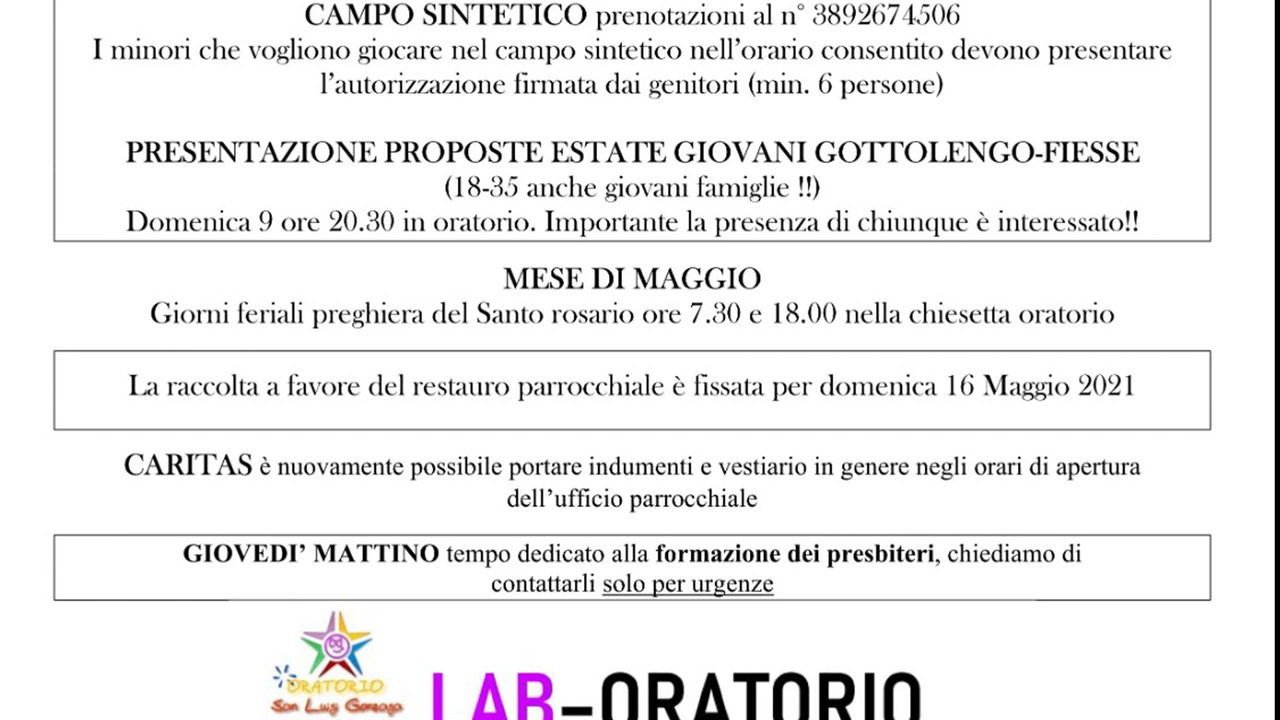 CAMPO SINTETICO prenotazioni al n° 3892674506
I minori che vogliono giocare nel campo sintetico nell’orario consentito devono presentare
l’autorizzazione firmata dai genitori (min. 6 persone)
PRESENTAZIONE PROPOSTE ESTATE GIOVANI GOTTOLENGO-FIESSE
(18-35 anche giovani famiglie !!)
Domenica 9 ore 20.30 in oratorio. Importante la presenza di chiunque è interessato!!
MESE DI MAGGIO
Giorni feriali preghiera del Santo rosario ore 7.30 e 18.00 nella chiesetta oratorio
La raccolta a favore del restauro parrocchiale è fissata per domenica 16 Maggio 2021
CARITAS è nuovamente possibile portare indumenti e vestiario in genere negli orari di apertura
dell’ufficio parrocchiale
GIOVEDI’ MATTINO tempo dedicato alla formazione dei presbiteri, chiediamo di
contattarli solo per urgenze
ORATORIO
San Luigi Gonzaga
LAB-ORATORIO